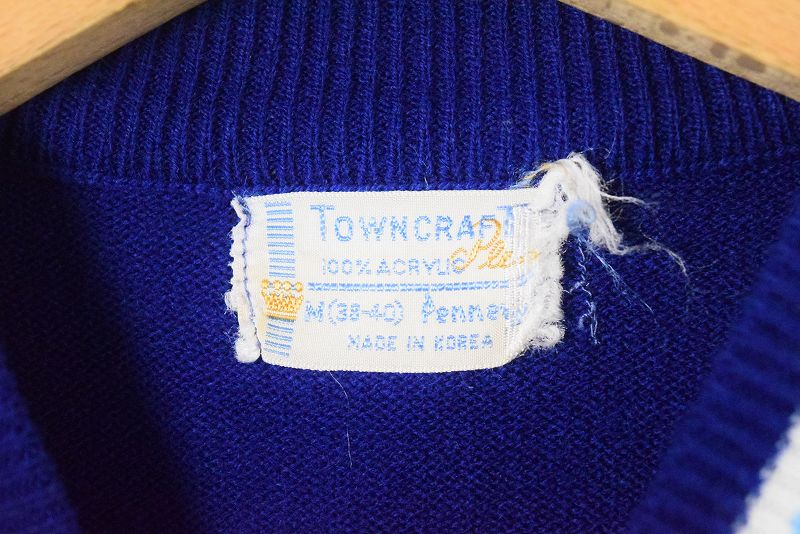 TOWNCRAFT
100% ACRYLIC
M (38-40) Penneys
MADE IN KOREA